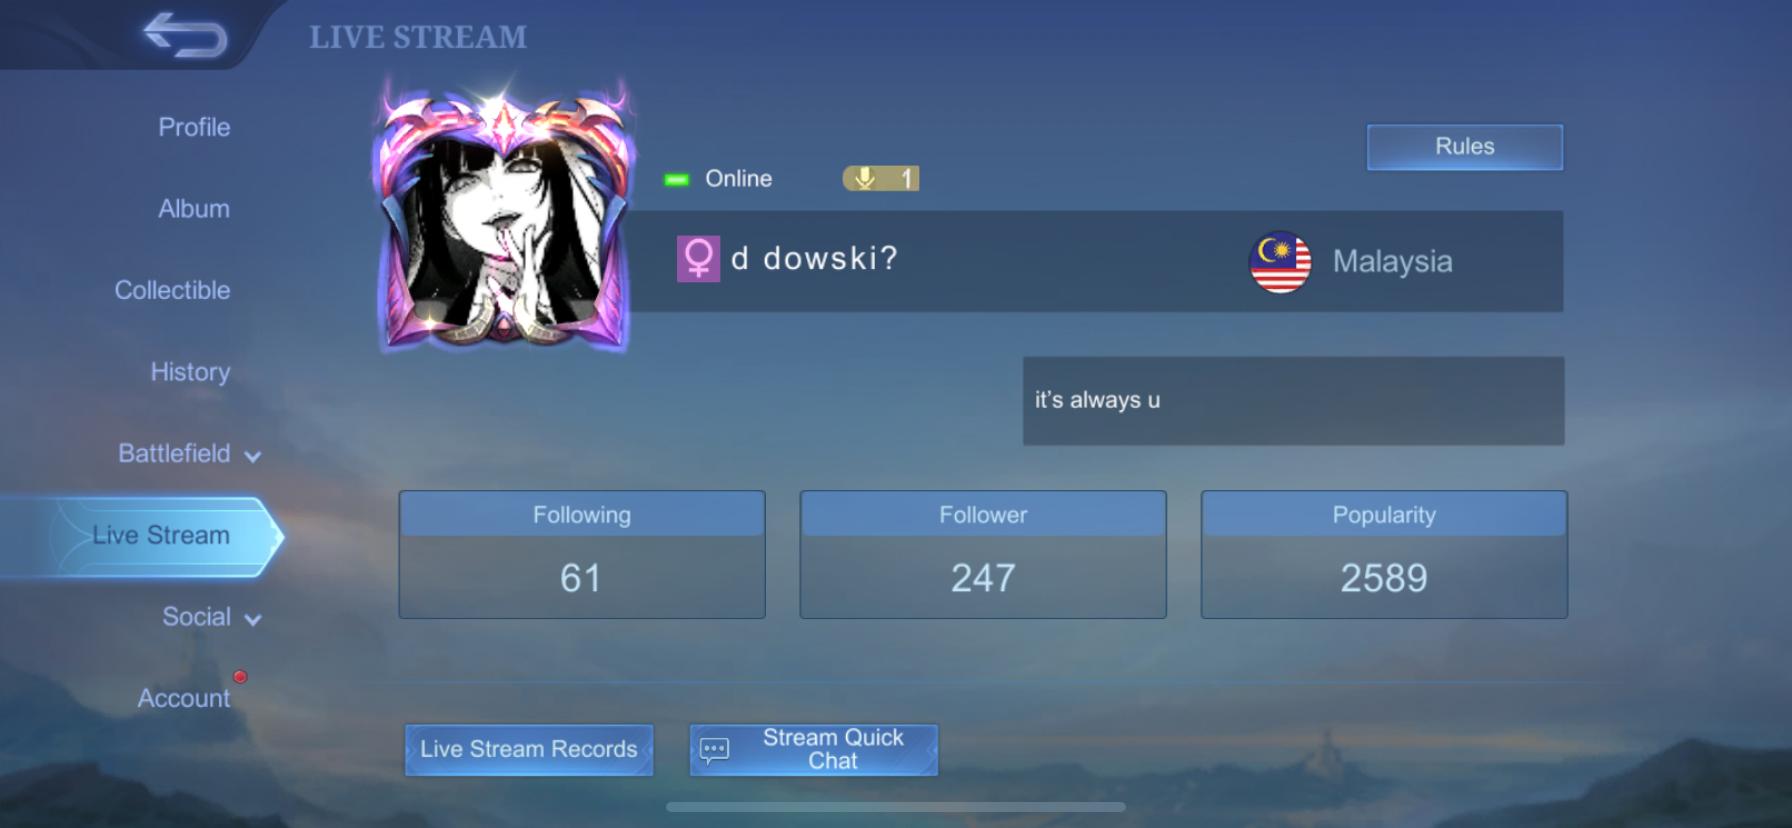 LIVE STREAM
Profile
Album
Collectible
History
Battlefield
Live Stream
Social
Account
Online
1
Rules
d dowski?
Malaysia
it's always u
Following
61
Follower
247
Popularity
2589
Live Stream Records
Stream Quick
Chat